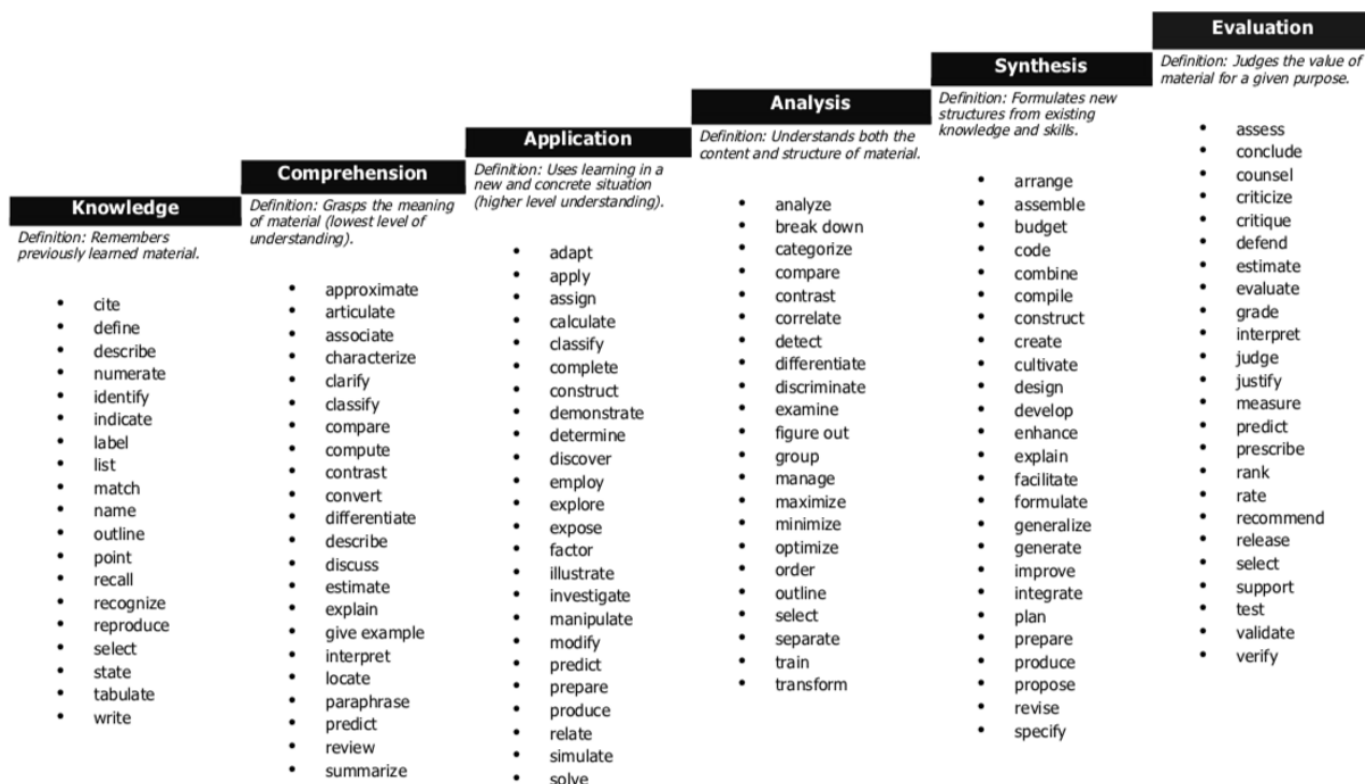 Knowledge
Definition: Remembers
previously learned material.
• cite
• define
• describe
• numerate
• identify
• indicate
• label
• list
• match
• name
• outline
• point
• recall
• recognize
• reproduce
• select
• state
• tabulate
• write
Comprehension
Definition: Grasps the meaning
of material (lowest level of
understanding).
• approximate
• articulate
• associate
• characterize
• clarify
• classify
• compare
• compute
• contrast
• convert
• differentiate
• describe
• discuss
• estimate
• explain
• give example
• interpret
• locate
• paraphrase
• predict
• review
• summarize
Application
Definition: Uses learning in a
new and concrete situation
(higher level understanding).
• adapt
• apply
• assign
• calculate
• classify
• complete
• construct
• demonstrate
• determine
• discover
• employ
• explore
• expose
• factor
• illustrate
• investigate
• manipulate
• modify
• predict
• prepare
• produce
• relate
• simulate
• solve
Analysis
Definition: Understands both the
content and structure of material.
• analyze
• break down
• categorize
• compare
• contrast
• correlate
• detect
• differentiate
• discriminate
• examine
• figure out
• group
• manage
• maximize
• minimize
• optimize
• order
• outline
• select
• separate
• train
• transform
Synthesis
Definition: Formulates new
structures from existing
knowledge and skills.
• arrange
• assemble
• budget
• code
• combine
• compile
• construct
• create
• cultivate
• design
• develop
• enhance
• explain
• facilitate
• formulate
• generalize
• generate
• improve
• integrate
• plan
• prepare
• produce
• propose
• revise
• specify
Evaluation
Definition: Judges the value of
material for a given purpose.
• assess
• conclude
• counsel
• criticize
• critique
• defend
• estimate
• evaluate
• grade
• interpret
• judge
• justify
• measure
• predict
• prescribe
• rank
• rate
• recommend
• release
• select
• support
• test
• validate
• verify